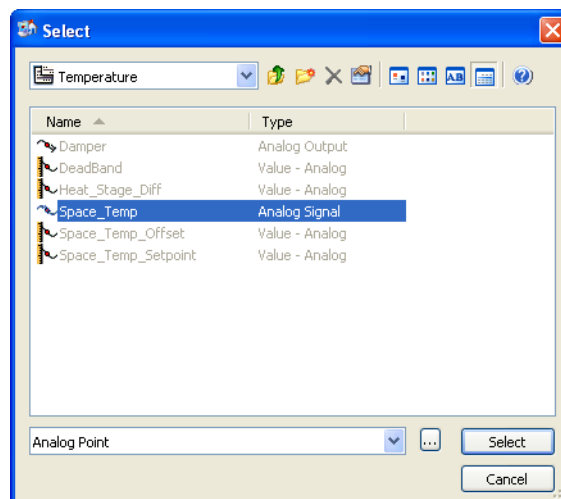 Select
Temperature
AB
Name Type
Damper Analog Output
DeadBand Value - Analog
Heat_Stage_Diff Value - Analog
Space_Temp Analog Signal
Space_Temp_Offset Value - Analog
Space_Temp_Setpoint Value - Analog
Analog Point ... Select
Cancel